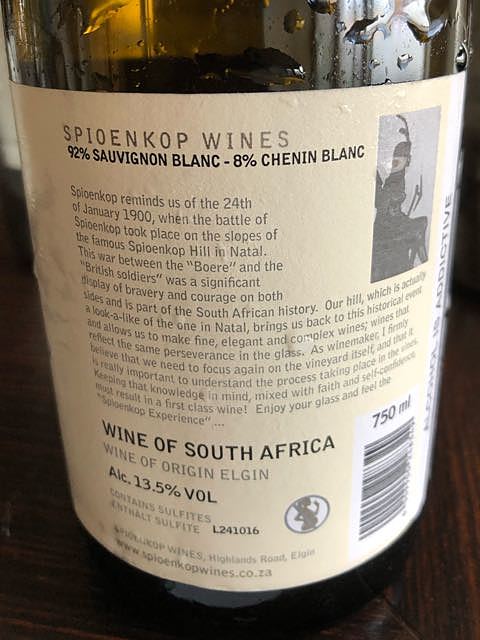 SPIOENKOP WINES
92% SAUVIGNON BLANC - 8% CHENIN BLANC
Spioenkop reminds us of the 24th
of January 1900, when the battle of
Spioenkop took place on the slopes of
the famous Spioenkop Hill in Natal.
This war between the "Boere" and the
"British soldiers" was a significant
display of bravery and courage on both
sides and is part of the South African history. Our hill, which is actually
a look-a-like of the one in Natal, brings us back to this historical event
and allows us to make fine, elegant and complex wines; wines that
reflect the same perseverance in the glass. As winemaker, I firmly
believe that we need to focus again on the vineyard itself, and that it
is really important to understand the process taking place in the vines.
Keeping that knowledge in mind, mixed with faith and self-confidence,
must result in a first class wine! Enjoy your glass and feel the
"Spioenkop Experience" ...
WINE OF SOUTH AFRICA
WINE OF ORIGIN ELGIN
Alc. 13.5% VOL
CONTAINS SULFITES
ENTHÄLT SULFITE L241016
SPIOENKOP WINES, Highlands Road, Elgin
www.spioenkopwines.co.za
750 ml
ALCOHOL IS ADDICTIVE